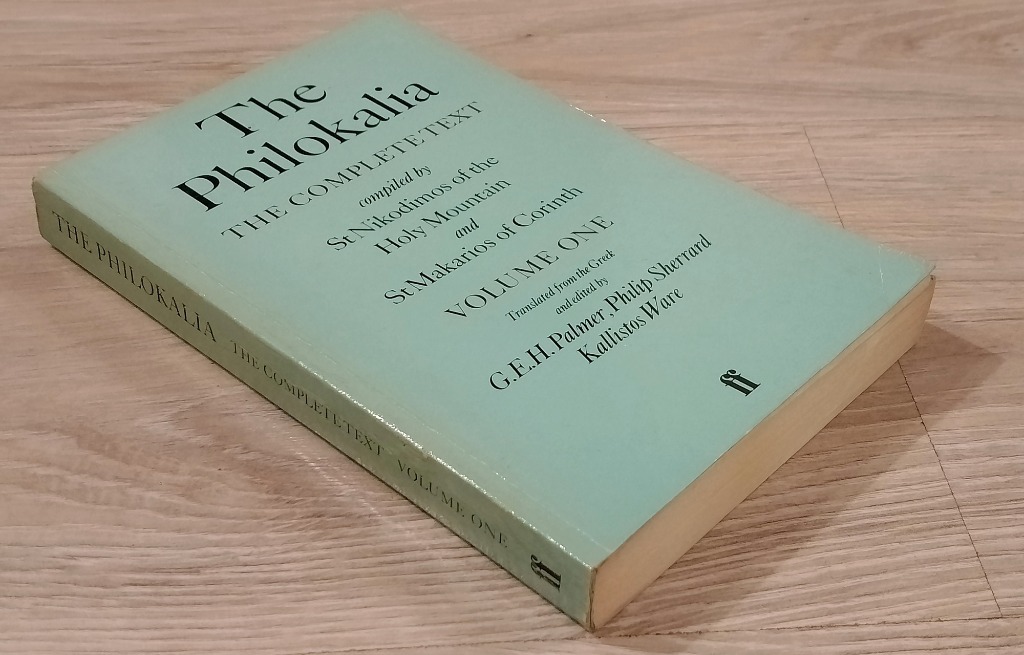 The
Philokalia
THE COMPLETE TEXT
compiled by
St Nikodimos of the
Holy Mountain
and
St Makarios of Corinth
VOLUME ONE
Translated from the Greek
and edited by
G.E.H. Palmer, Philip Sherrard
Kallistos Ware
ff
THE PHILOKALIA THE COMPLETE TEXT VOLUME ONE ff